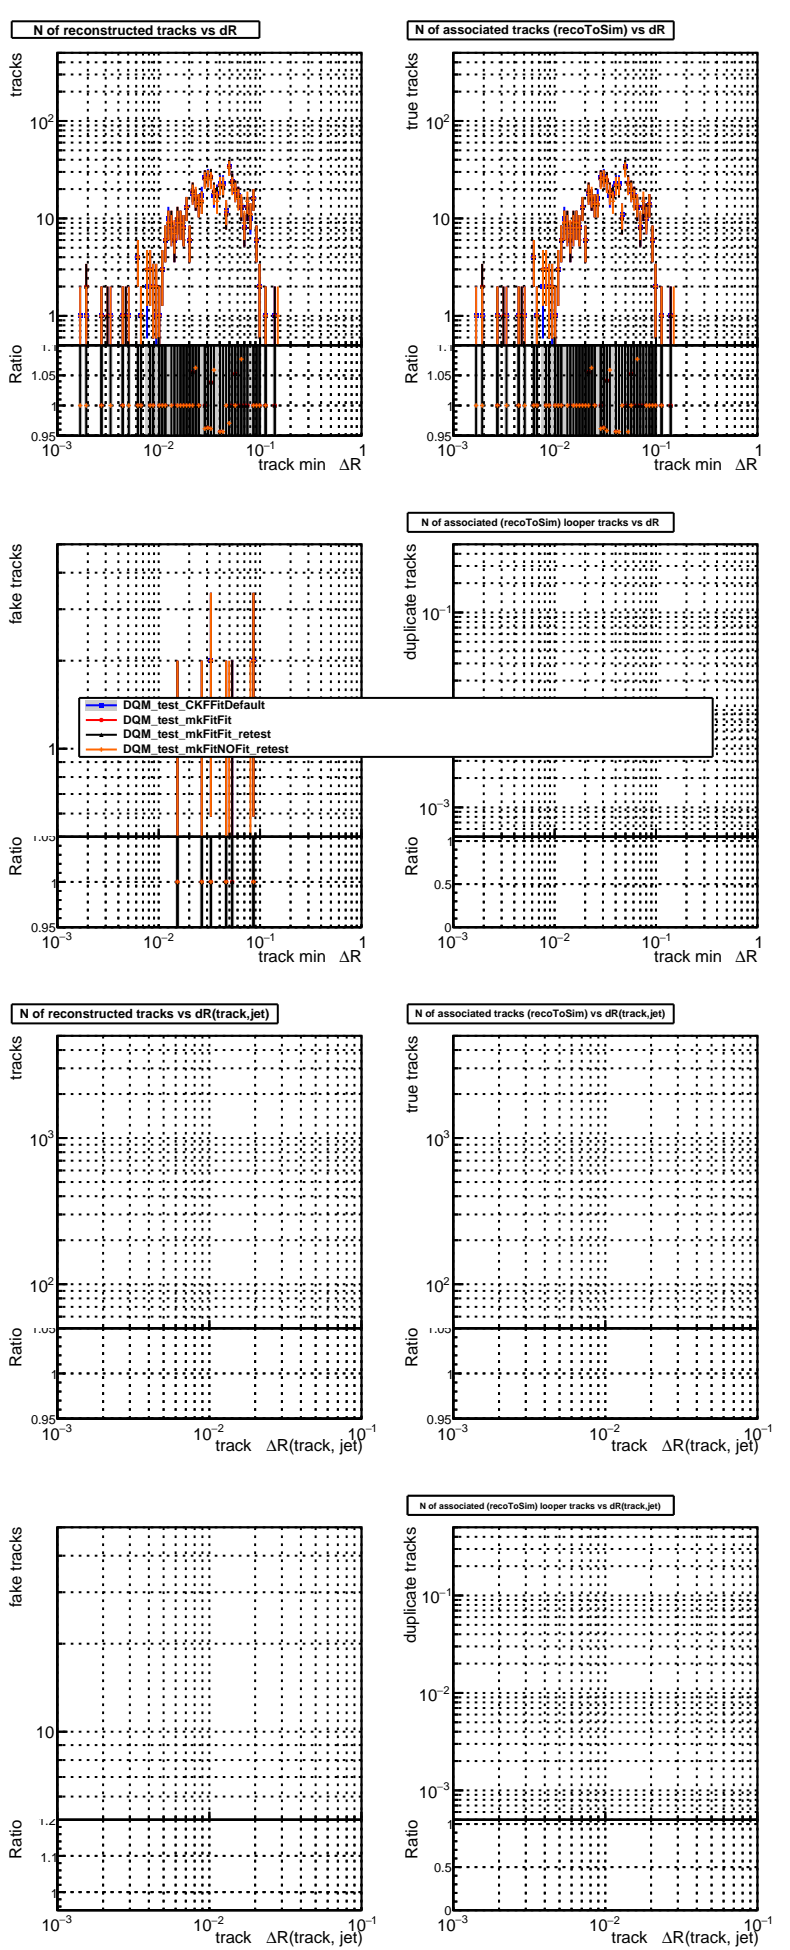 N of reconstructed tracks vs dR
N of associated tracks (recoToSim) vs dR
tracks
10²
10
1
Ratio
1.1
1.05
1
0.95
10⁻³ 10⁻² 10⁻¹ 1
track min ΔR
true tracks
10²
10
1
Ratio
1.1
1.05
1
0.95
10⁻³ 10⁻² 10⁻¹ 1
track min ΔR
N of associated (recoToSim) looper tracks vs dR
fake tracks
1
Ratio
1.05
1
0.95
10⁻³ 10⁻² 10⁻¹ 1
track min ΔR
duplicate tracks
10⁻¹
10⁻³
Ratio
1
0.5
0
10⁻³ 10⁻² 10⁻¹ 1
track min ΔR
DQM_test_CKFFitDefault
DQM_test_mkFitFit
DQM_test_mkFitFit_retest
DQM_test_mkFitNOFit_retest
N of reconstructed tracks vs dR(track,jet)
N of associated tracks (recoToSim) vs dR(track,jet)
tracks
10³
10²
Ratio
1.05
1
0.95
10⁻³ 10⁻² 10⁻¹
track ΔR(track, jet)
true tracks
10³
10²
Ratio
1.05
1
0.95
10⁻³ 10⁻² 10⁻¹
track ΔR(track, jet)
N of associated (recoToSim) looper tracks vs dR(track,jet)
fake tracks
10
Ratio
1.2
1.1
1
10⁻³ 10⁻² 10⁻¹
track ΔR(track, jet)
duplicate tracks
10⁻¹
10⁻²
10⁻³
Ratio
1
0.5
0
10⁻³ 10⁻² 10⁻¹
track ΔR(track, jet)